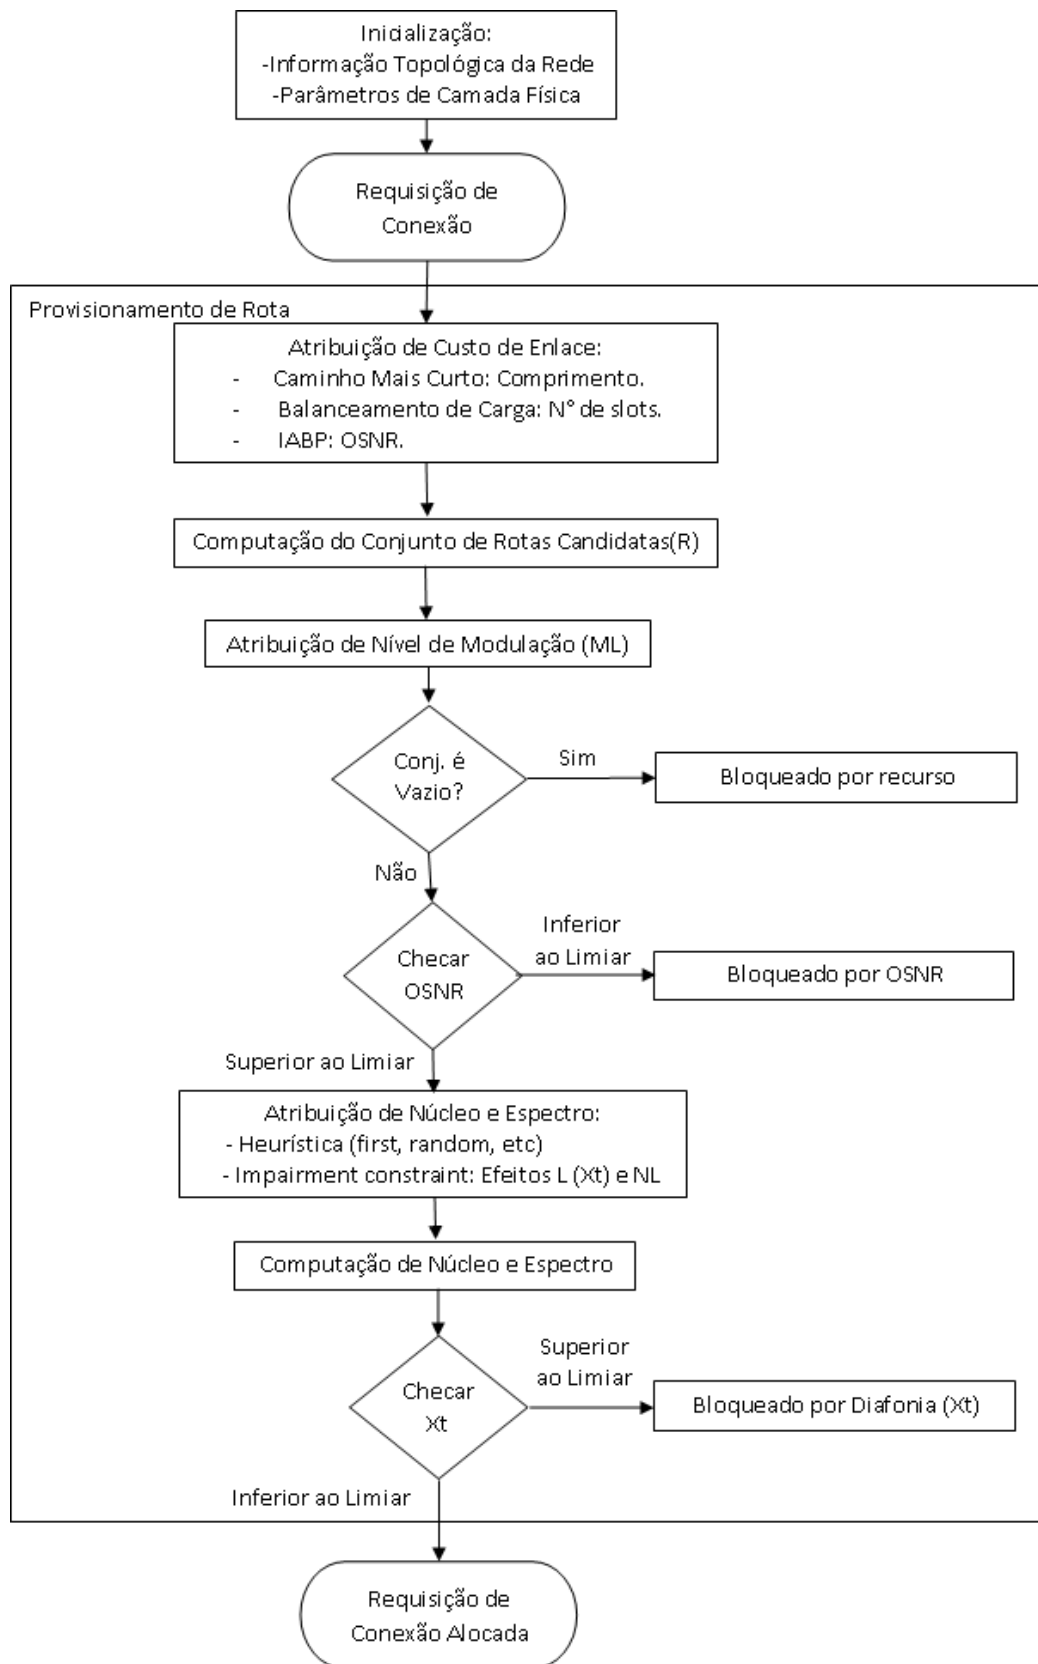 Inicialização:
-Informação Topológica da Rede
-Parâmetros de Camada Física
Requisição de
Conexão
Provisionamento de Rota
Atribuição de Custo de Enlace:
- Caminho Mais Curto: Comprimento.
- Balanceamento de Carga: N° de slots.
- IABP: OSNR.
Computação do Conjunto de Rotas Candidatas(R)
Atribuição de Nível de Modulação (ML)
Conj. é
Vazio?
Sim
Bloqueado por recurso
Não
Checar
OSNR
Inferior
ao Limiar
Bloqueado por OSNR
Superior ao Limiar
Atribuição de Núcleo e Espectro:
- Heurística (first, random, etc)
- Impairment constraint: Efeitos L (Xt) e NL
Computação de Núcleo e Espectro
Checar
Xt
Superior
ao Limiar
Bloqueado por Diafonia (Xt)
Inferior ao Limiar
Requisição de
Conexão Alocada